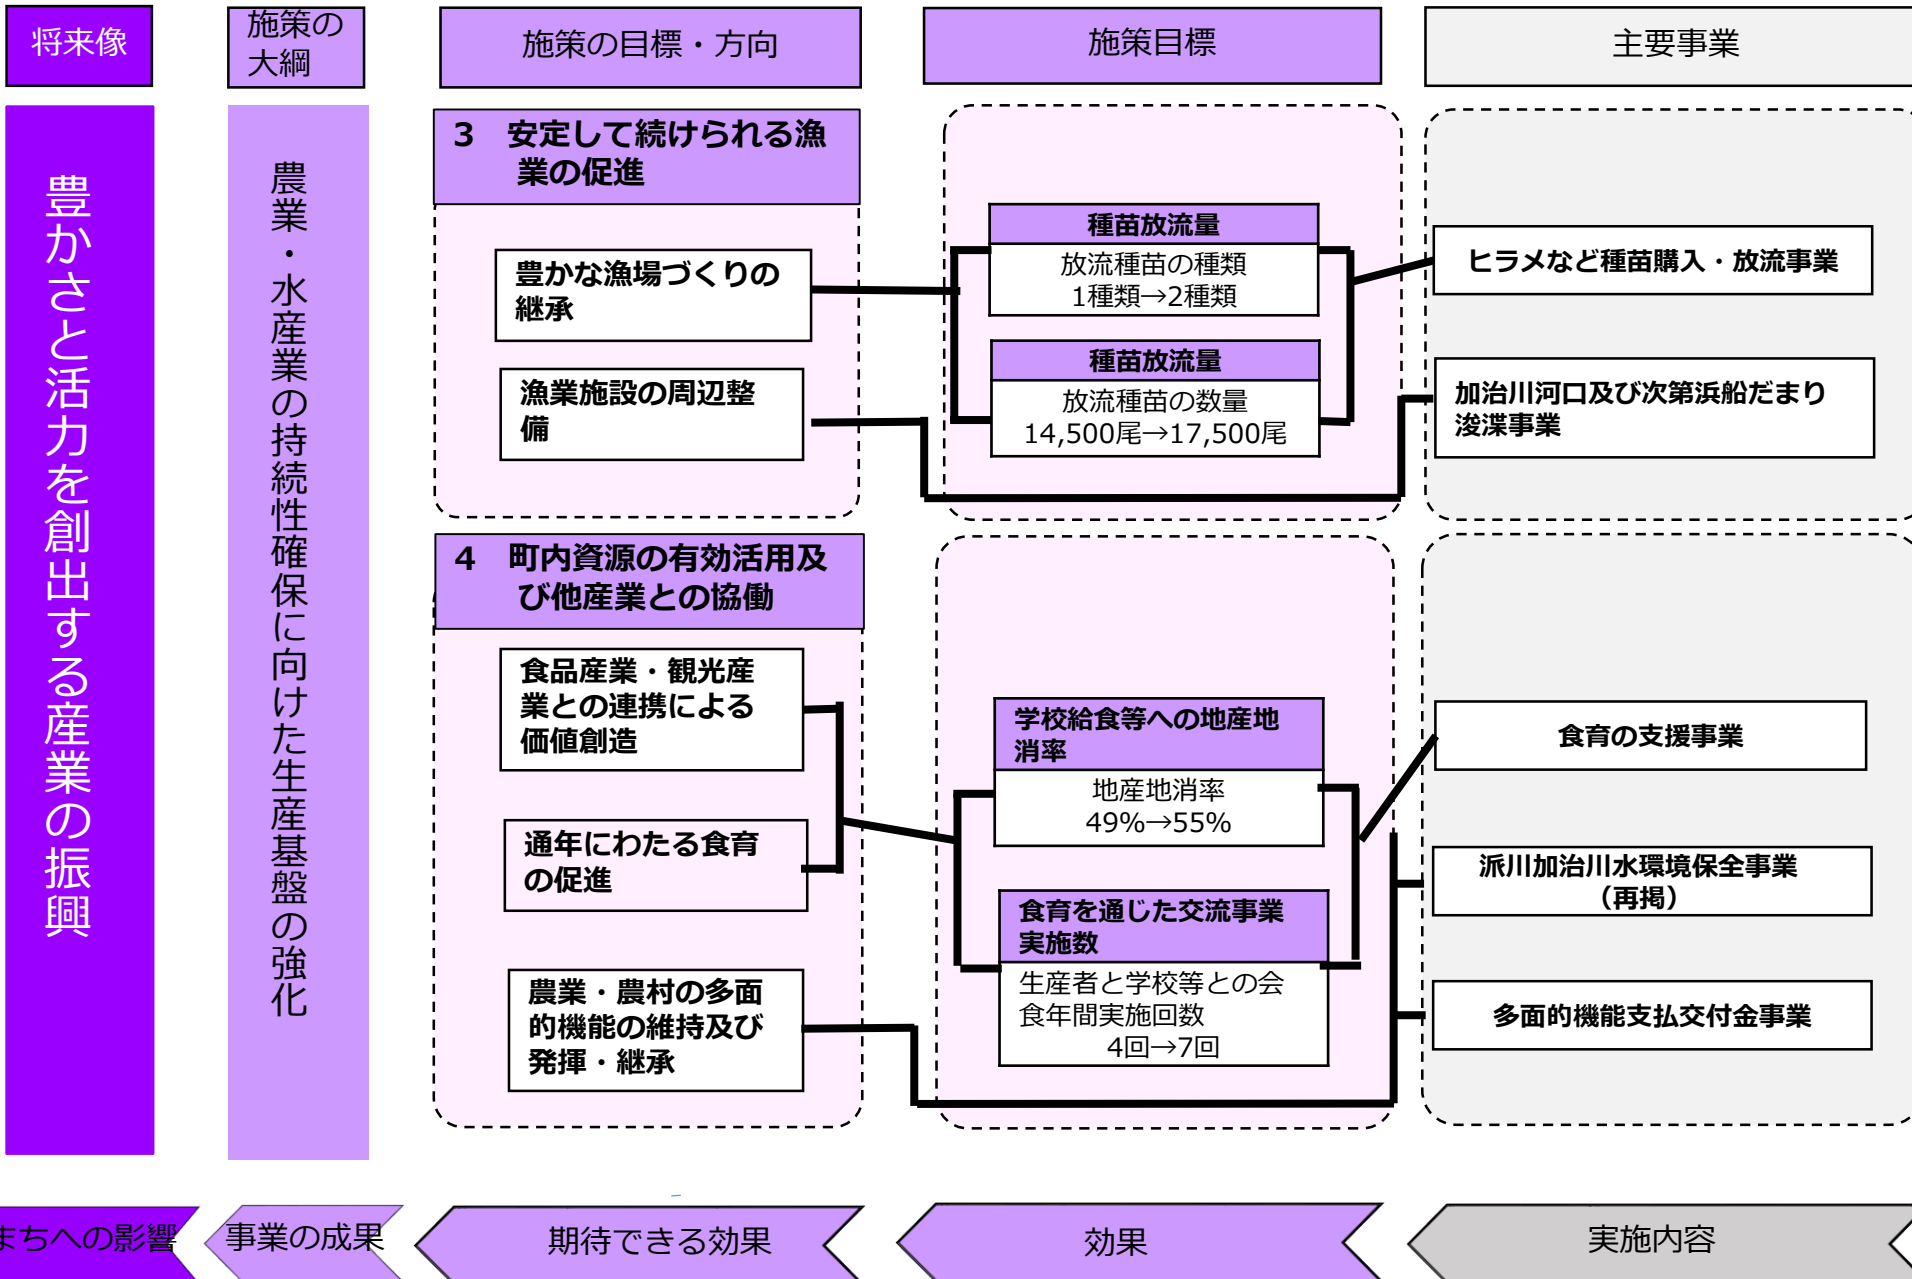 将来像
施策の
大綱
施策の目標・方向
施策目標
主要事業
豊かさと活力を創出する産業の振興
農業・水産業の持続性確保に向けた生産基盤の強化
3 安定して続けられる漁
業の促進
豊かな漁場づくりの
継承
漁業施設の周辺整
備
種苗放流量
放流種苗の種類
1種類→2種類
種苗放流量
放流種苗の数量
14,500尾→17,500尾
ヒラメなど種苗購入・放流事業
加治川河口及び次第浜船だまり
浚渫事業
4 町内資源の有効活用及
び他産業との協働
食品産業・観光産
業との連携による
価値創造
通年にわたる食育
の促進
農業・農村の多面
的機能の維持及び
発揮・継承
学校給食等への地産地
消率
地産地消率
49%→55%
食育を通じた交流事業
実施数
生産者と学校等との会
食年間実施回数
4回→7回
食育の支援事業
派川加治川水環境保全事業
(再掲)
多面的機能支払交付金事業
まちへの影響
事業の成果
期待できる効果
効果
実施内容